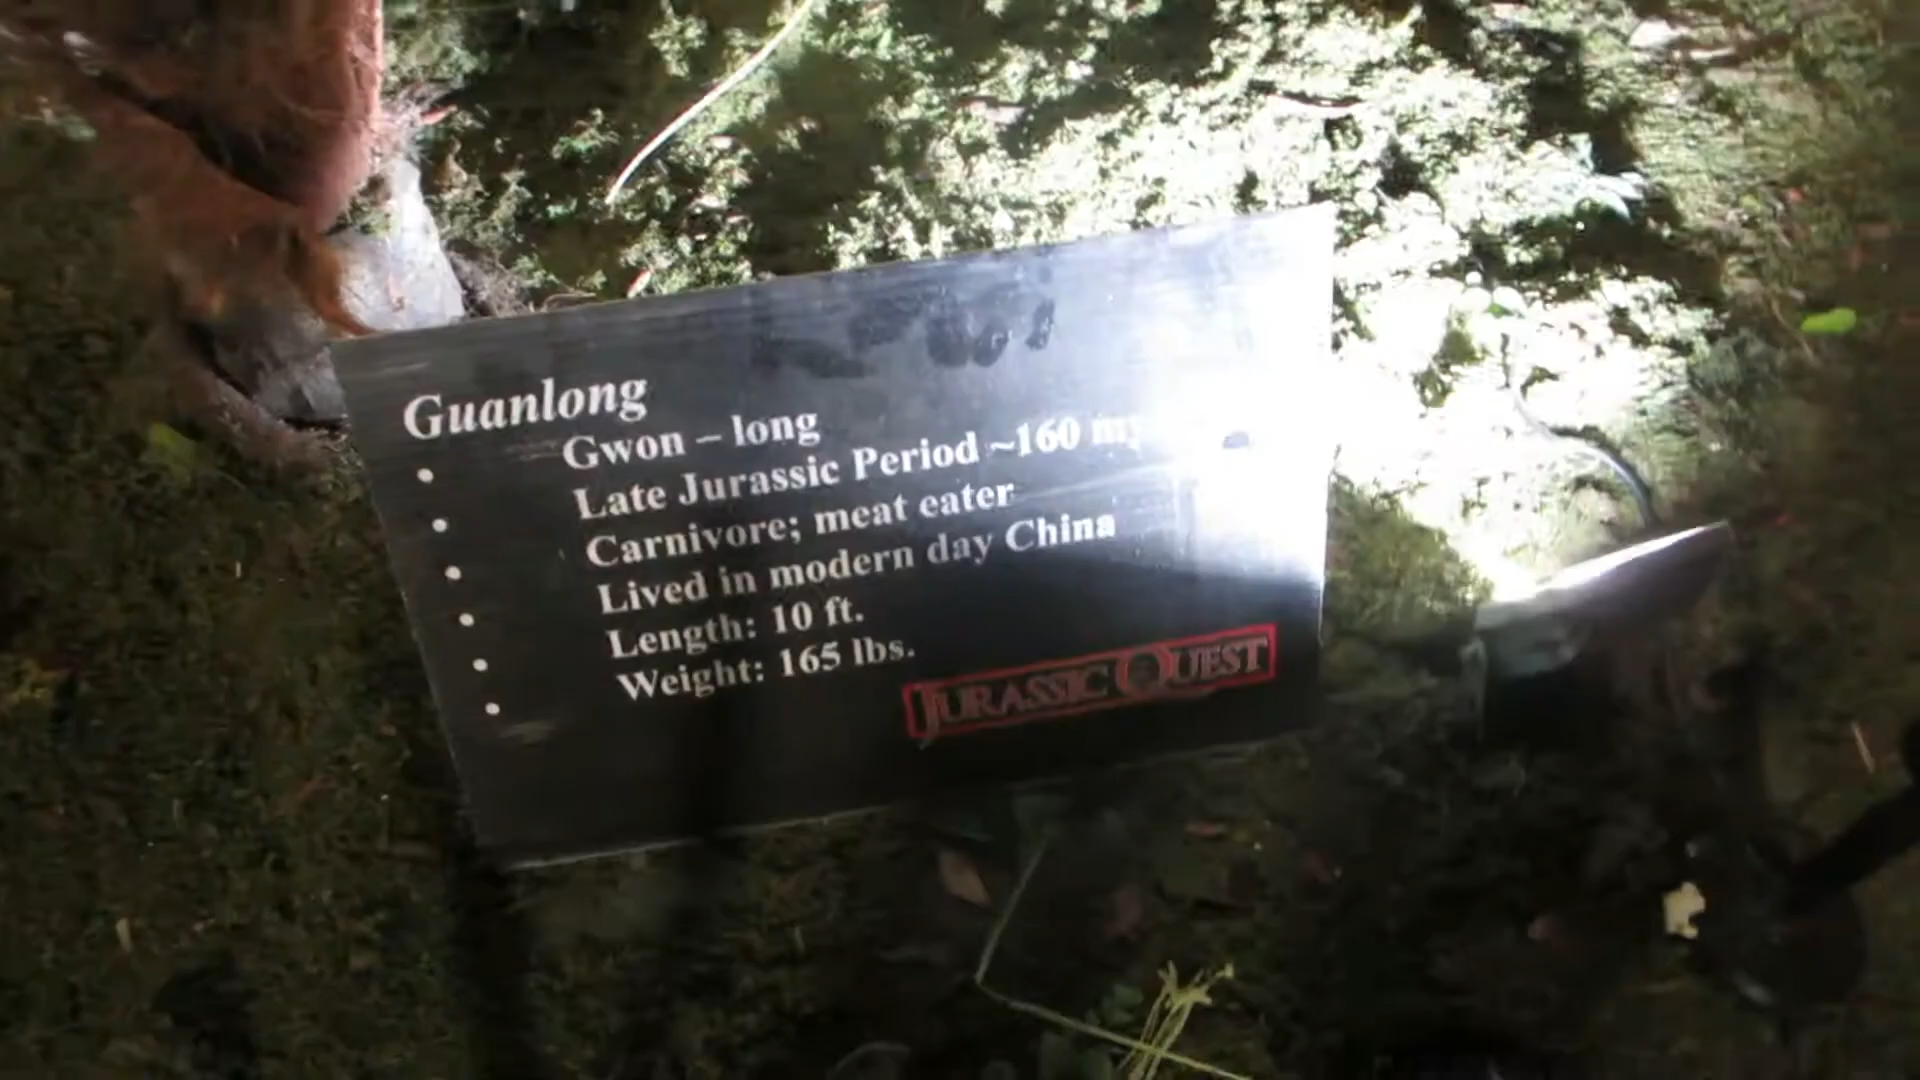 Guanlong
• Gwon – long
• Late Jurassic Period ~160 my
• Carnivore; meat eater
• Lived in modern day China
• Length: 10 ft.
• Weight: 165 lbs.
JURASSIC QUEST